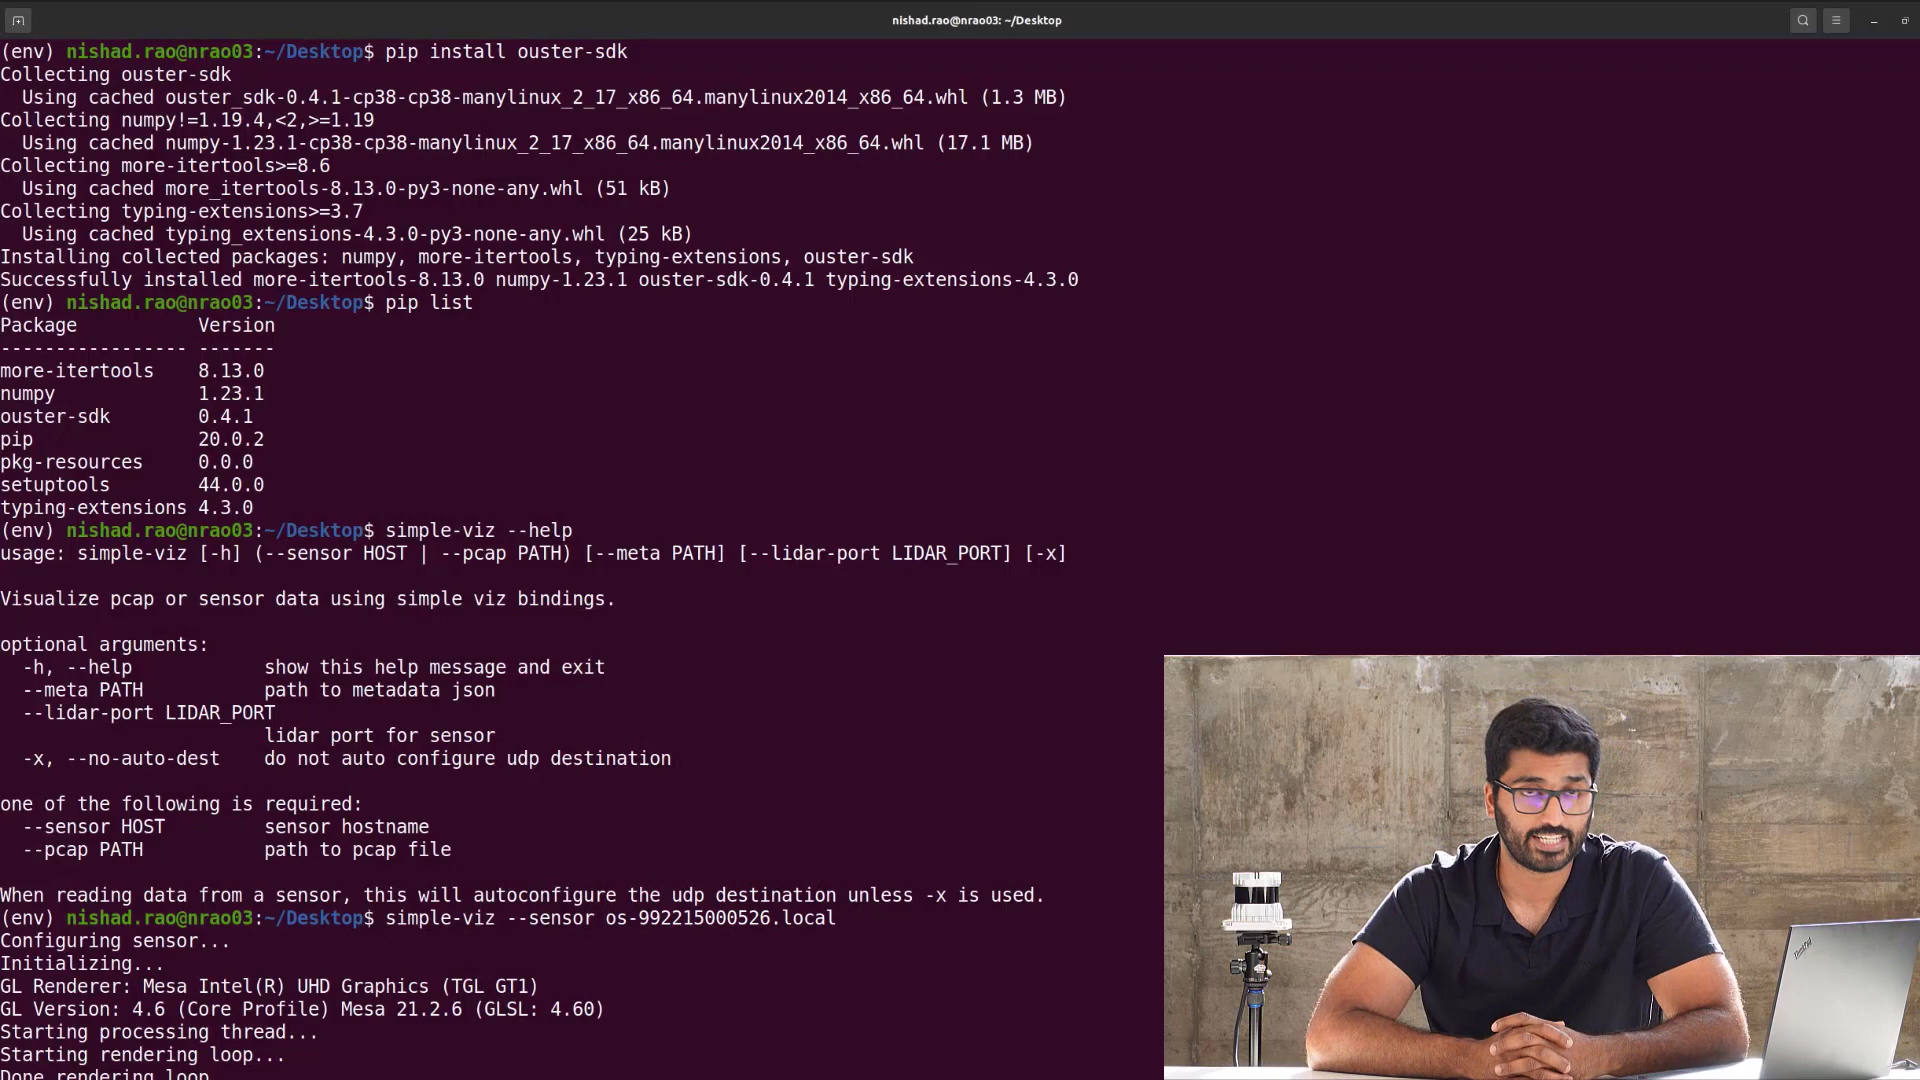 nishad.rao@nrao03: ~/Desktop
(env) nishad.rao@nrao03:~/Desktop$ pip install ouster-sdk
Collecting ouster-sdk
  Using cached ouster_sdk-0.4.1-cp38-cp38-manylinux_2_17_x86_64.manylinux2014_x86_64.whl (1.3 MB)
Collecting numpy!=1.19.4,<2,>=1.19
  Using cached numpy-1.23.1-cp38-cp38-manylinux_2_17_x86_64.manylinux2014_x86_64.whl (17.1 MB)
Collecting more-itertools>=8.6
  Using cached more_itertools-8.13.0-py3-none-any.whl (51 kB)
Collecting typing-extensions>=3.7
  Using cached typing_extensions-4.3.0-py3-none-any.whl (25 kB)
Installing collected packages: numpy, more-itertools, typing-extensions, ouster-sdk
Successfully installed more-itertools-8.13.0 numpy-1.23.1 ouster-sdk-0.4.1 typing-extensions-4.3.0
(env) nishad.rao@nrao03:~/Desktop$ pip list
Package           Version
----------------- -------
more-itertools    8.13.0
numpy             1.23.1
ouster-sdk        0.4.1
pip               20.0.2
pkg-resources     0.0.0
setuptools        44.0.0
typing-extensions 4.3.0
(env) nishad.rao@nrao03:~/Desktop$ simple-viz --help
usage: simple-viz [-h] (--sensor HOST | --pcap PATH) [--meta PATH] [--lidar-port LIDAR_PORT] [-x]
Visualize pcap or sensor data using simple viz bindings.
optional arguments:
  -h, --help            show this help message and exit
  --meta PATH           path to metadata json
  --lidar-port LIDAR_PORT
                        lidar port for sensor
  -x, --no-auto-dest    do not auto configure udp destination
one of the following is required:
  --sensor HOST         sensor hostname
  --pcap PATH           path to pcap file
When reading data from a sensor, this will autoconfigure the udp destination unless -x is used.
(env) nishad.rao@nrao03:~/Desktop$ simple-viz --sensor os-992215000526.local
Configuring sensor...
Initializing...
GL Renderer: Mesa Intel(R) UHD Graphics (TGL GT1)
GL Version: 4.6 (Core Profile) Mesa 21.2.6 (GLSL: 4.60)
Starting processing thread...
Starting rendering loop...
Done rendering loop
ThinkPad